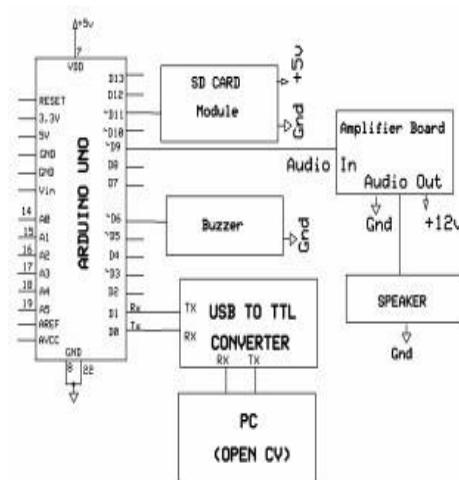 +5v
7
VDD
ARDUINO UNO
RESET
3.3V
5V
GND
GND
Vin
14 A0
15 A1
16 A2
17 A3
18 A4
19 A5
AREF
AVCC
GND
8 22
D13
D12
~D11
~D10
~D9
D8
D7
~D6
~D5
D4
~D3
D2
D1 Rx
D0 Tx
SD CARD
Module
+5v
Gnd
Amplifier Board
Audio In
Audio Out
Gnd
+12v
Buzzer
Gnd
SPEAKER
Gnd
TX
RX
USB TO TTL
CONVERTER
RX TX
PC
(OPEN CV)